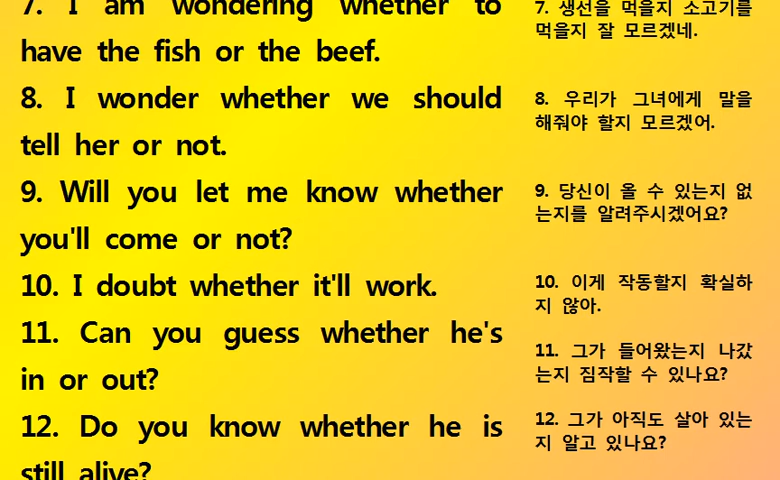 7. I am wondering whether to
have the fish or the beef.
8. I wonder whether we should
tell her or not.
9. Will you let me know whether
you'll come or not?
10. I doubt whether it'll work.
11. Can you guess whether he's
in or out?
12. Do you know whether he is
still alive?
7. 생선을 먹을지 소고기를
먹을지 잘 모르겠네.
8. 우리가 그녀에게 말을
해줘야 할지 모르겠어.
9. 당신이 올 수 있는지 없
는지를 알려주시겠어요?
10. 이게 작동할지 확실하
지 않아.
11. 그가 들어왔는지 나갔
는지 짐작할 수 있나요?
12. 그가 아직도 살아 있는
지 알고 있나요?